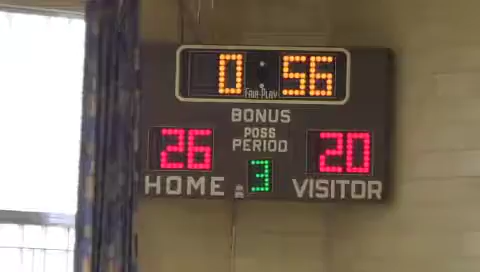 0 56
FAIR-PLAY
BONUS
POSS
PERIOD
26 3 20
HOME VISITOR